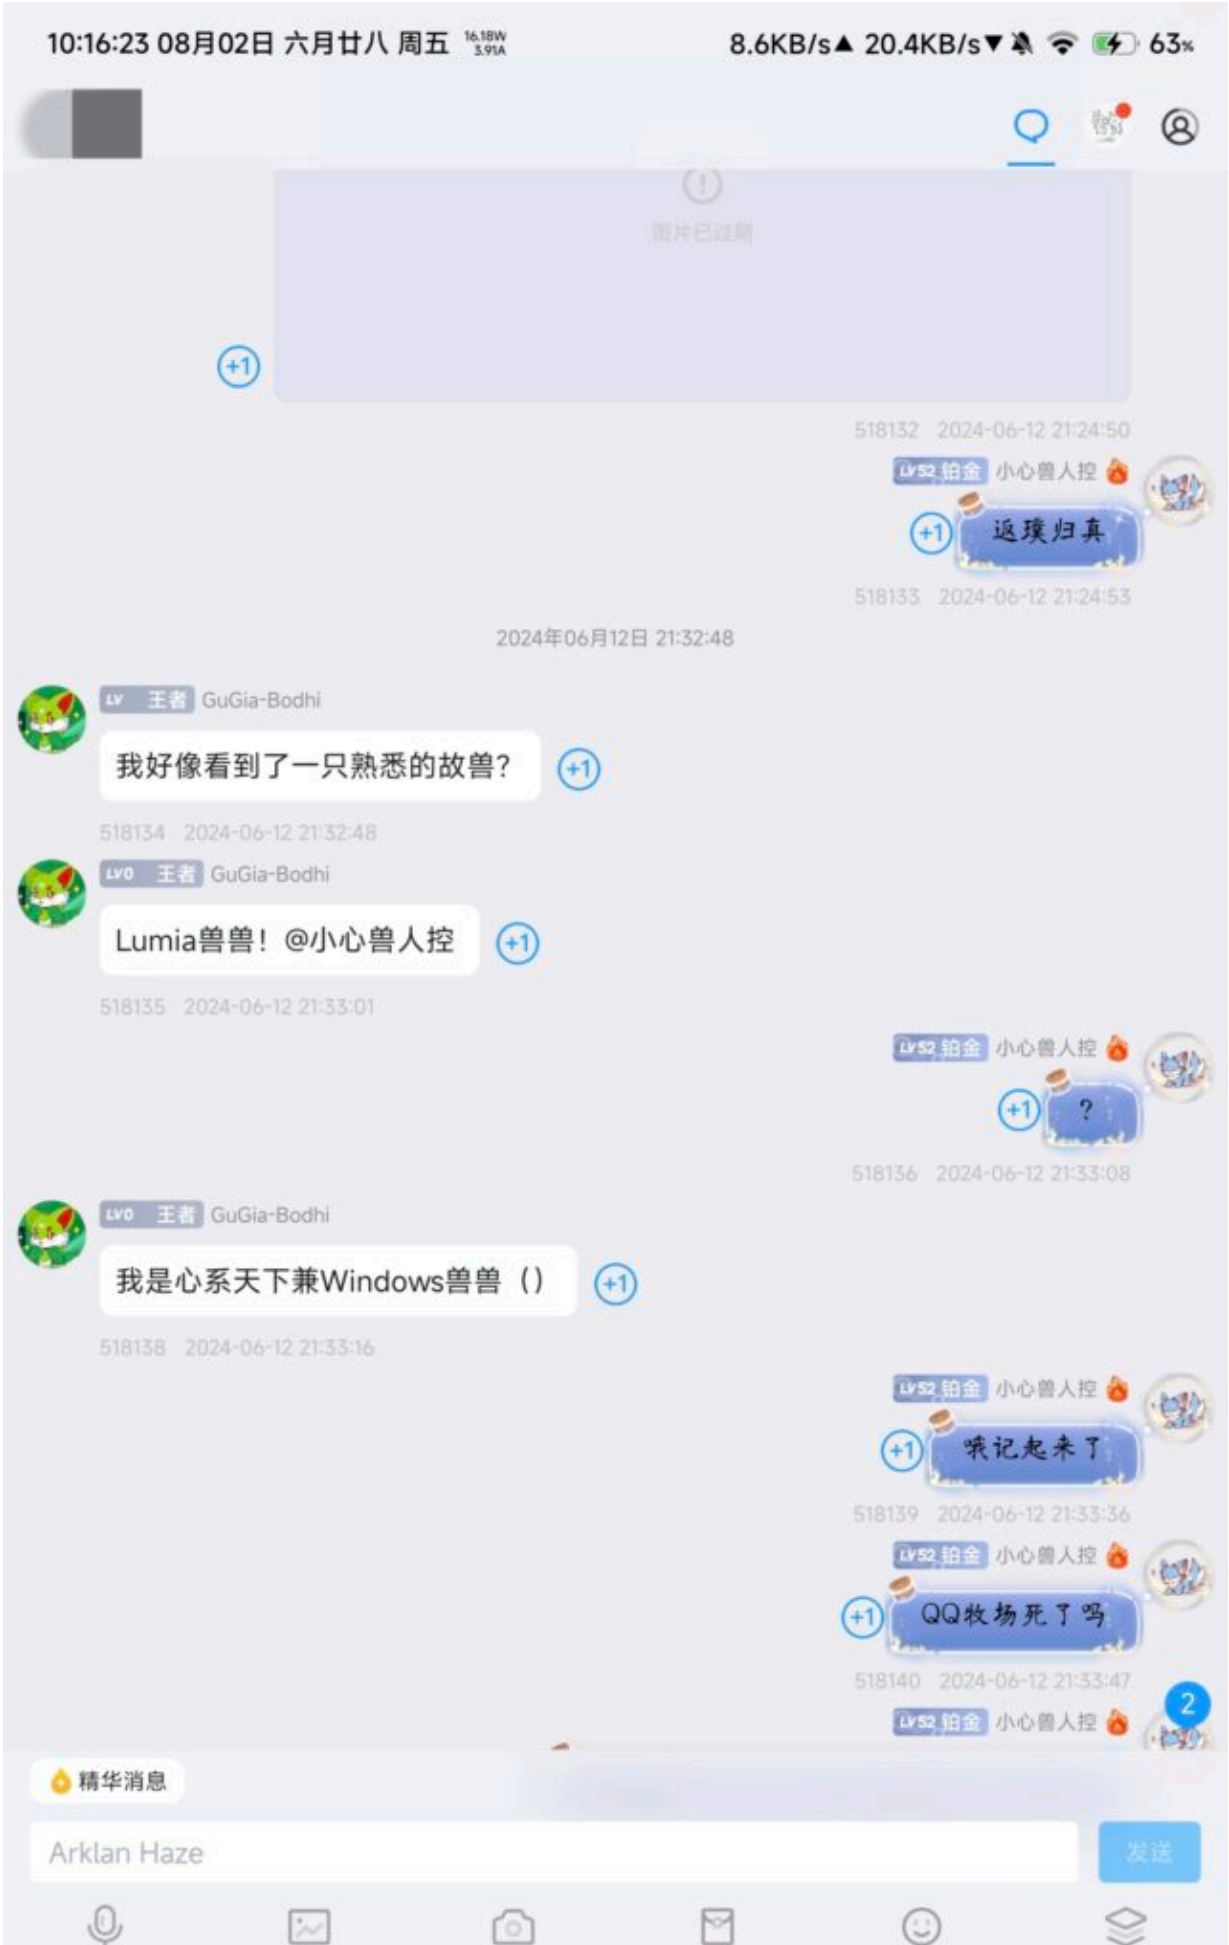 10:16:23 08月02日 六月廿八 周五 16.18W 3.91A 8.6KB/s▲ 20.4KB/s▼ 63%
图片已过期
+1
518132 2024-06-12 21:24:50
LV52 铂金 小心兽人控
+1 返璞归真
518133 2024-06-12 21:24:53
2024年06月12日 21:32:48
LV 王者 GuGia-Bodhi
我好像看到了一只熟悉的故兽? +1
518134 2024-06-12 21:32:48
LV0 王者 GuGia-Bodhi
Lumia兽兽！@小心兽人控 +1
518135 2024-06-12 21:33:01
LV52 铂金 小心兽人控
+1 ?
518136 2024-06-12 21:33:08
LV0 王者 GuGia-Bodhi
我是心系天下兼Windows兽兽（） +1
518138 2024-06-12 21:33:16
LV52 铂金 小心兽人控
+1 哦记起来了
518139 2024-06-12 21:33:36
LV52 铂金 小心兽人控
+1 QQ牧场死了吗
518140 2024-06-12 21:33:47
2
LV52 铂金 小心兽人控
精华消息
Arklan Haze 发送